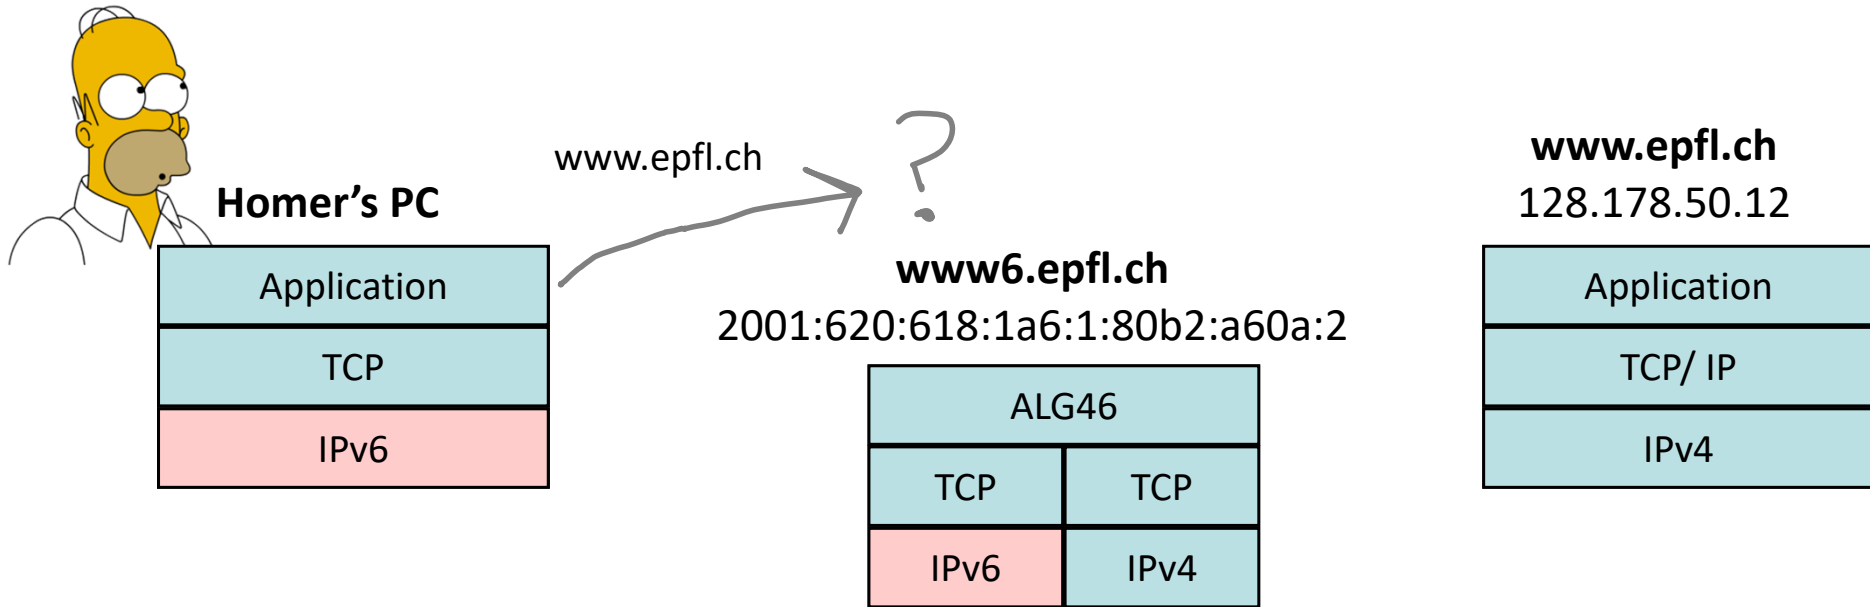 www.epfl.ch
?
Homer’s PC
Application
TCP
IPv6
www6.epfl.ch
2001:620:618:1a6:1:80b2:a60a:2
ALG46
TCP
TCP
IPv6
IPv4
www.epfl.ch
128.178.50.12
Application
TCP/ IP
IPv4